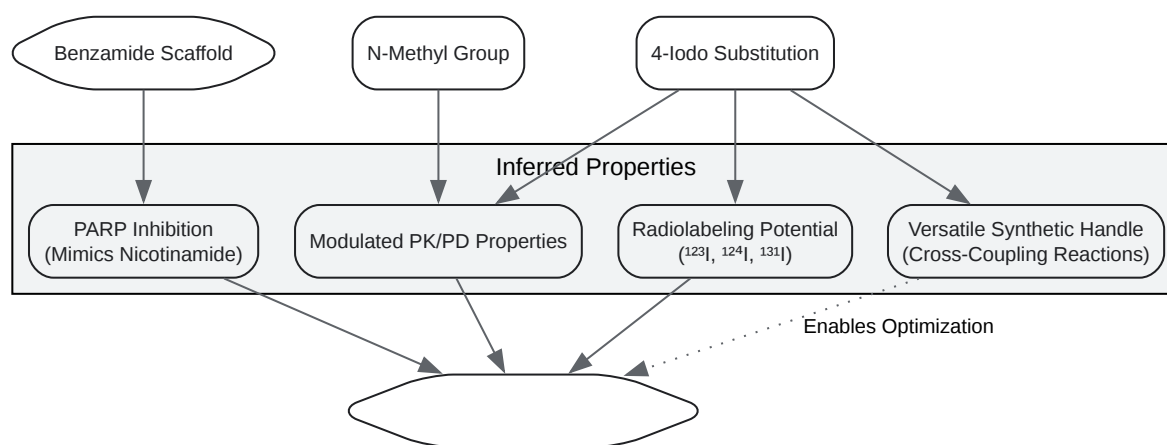 Benzamide Scaffold
N-Methyl Group
4-Iodo Substitution
Inferred Properties
PARP Inhibition
(Mimics Nicotinamide)
Modulated PK/PD Properties
Radiolabeling Potential
(¹²³I, ¹²⁴I, ¹³¹I)
Versatile Synthetic Handle
(Cross-Coupling Reactions)
Enables Optimization